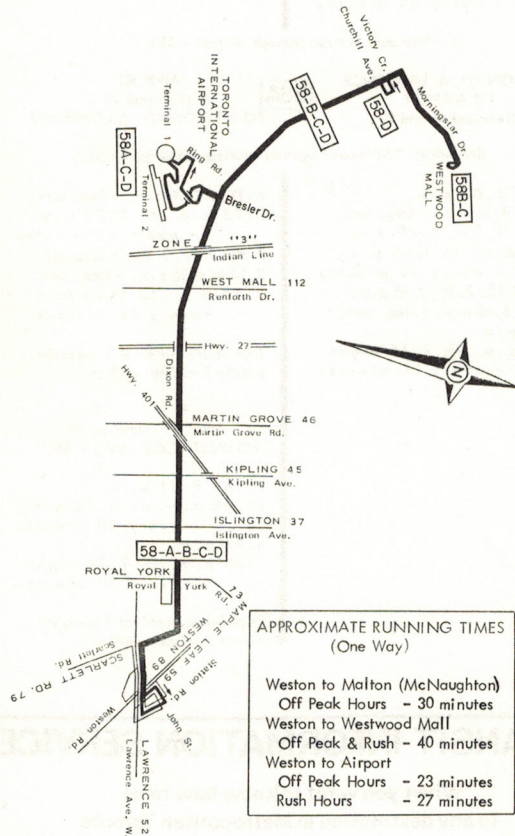 Victory Cr.
Churchill Ave.
58-D
Morningstar Dr.
WESTWOOD
MALL
58B-C
58-B-C-D
TORONTO
INTERNATIONAL
AIRPORT
Terminal 1
Ring Rd.
58A-C-D
Terminal 2
Bresler Dr.
ZONE "3"
Indian Line
WEST MALL 112
Renforth Dr.
Hwy. 27
Dixon Rd.
Hwy. 401
N
MARTIN GROVE 46
Martin Grove Rd.
KIPLING 45
Kipling Ave.
ISLINGTON 37
Islington Ave.
58-A-B-C-D
ROYAL YORK 73
Royal York Rd.
MAPLE LEAF 59
WESTON 89
Station Rd.
Scarlett Rd.
SCARLETT RD. 79
John St.
Weston Rd
LAWRENCE 52
Lawrence Ave. W.
APPROXIMATE RUNNING TIMES
(One Way)
Weston to Malton (McNaughton)
Off Peak Hours - 30 minutes
Weston to Westwood Mall
Off Peak & Rush - 40 minutes
Weston to Airport
Off Peak Hours - 23 minutes
Rush Hours - 27 minutes